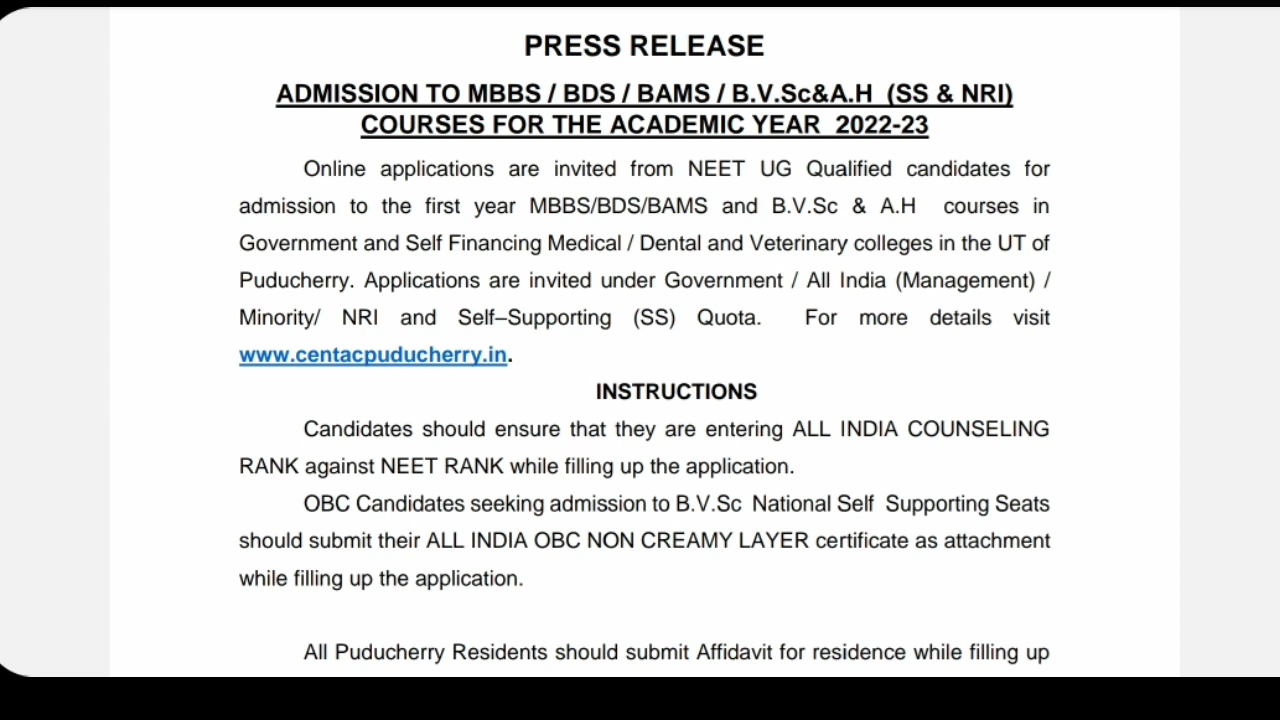 PRESS RELEASE
ADMISSION TO MBBS / BDS / BAMS / B.V.Sc&A.H (SS & NRI)
COURSES FOR THE ACADEMIC YEAR 2022-23
Online applications are invited from NEET UG Qualified candidates for
admission to the first year MBBS/BDS/BAMS and B.V.Sc & A.H courses in
Government and Self Financing Medical / Dental and Veterinary colleges in the UT of
Puducherry. Applications are invited under Government / All India (Management) /
Minority/ NRI and Self–Supporting (SS) Quota. For more details visit
www.centacpuducherry.in.
INSTRUCTIONS
Candidates should ensure that they are entering ALL INDIA COUNSELING
RANK against NEET RANK while filling up the application.
OBC Candidates seeking admission to B.V.Sc National Self Supporting Seats
should submit their ALL INDIA OBC NON CREAMY LAYER certificate as attachment
while filling up the application.
All Puducherry Residents should submit Affidavit for residence while filling up